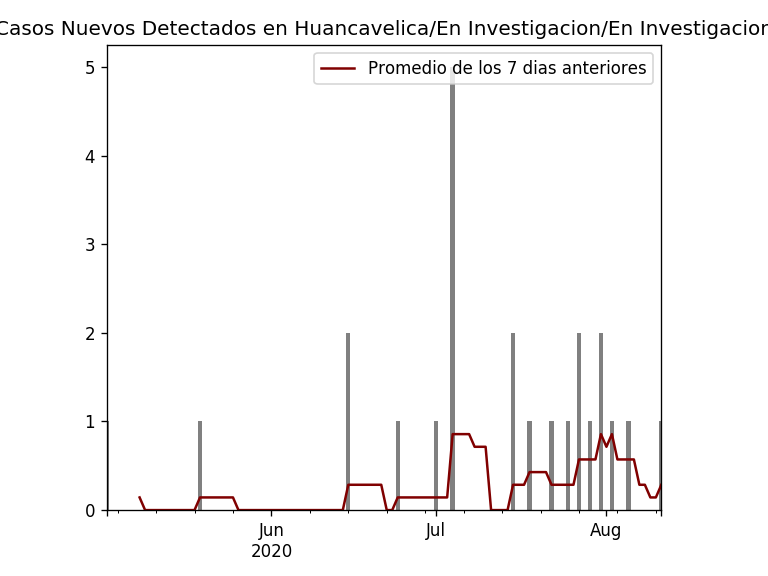 Casos Nuevos Detectados en Huancavelica/En Investigacion/En Investigacion
Promedio de los 7 dias anteriores
5
4
3
2
1
0
Jun
2020
Jul
Aug